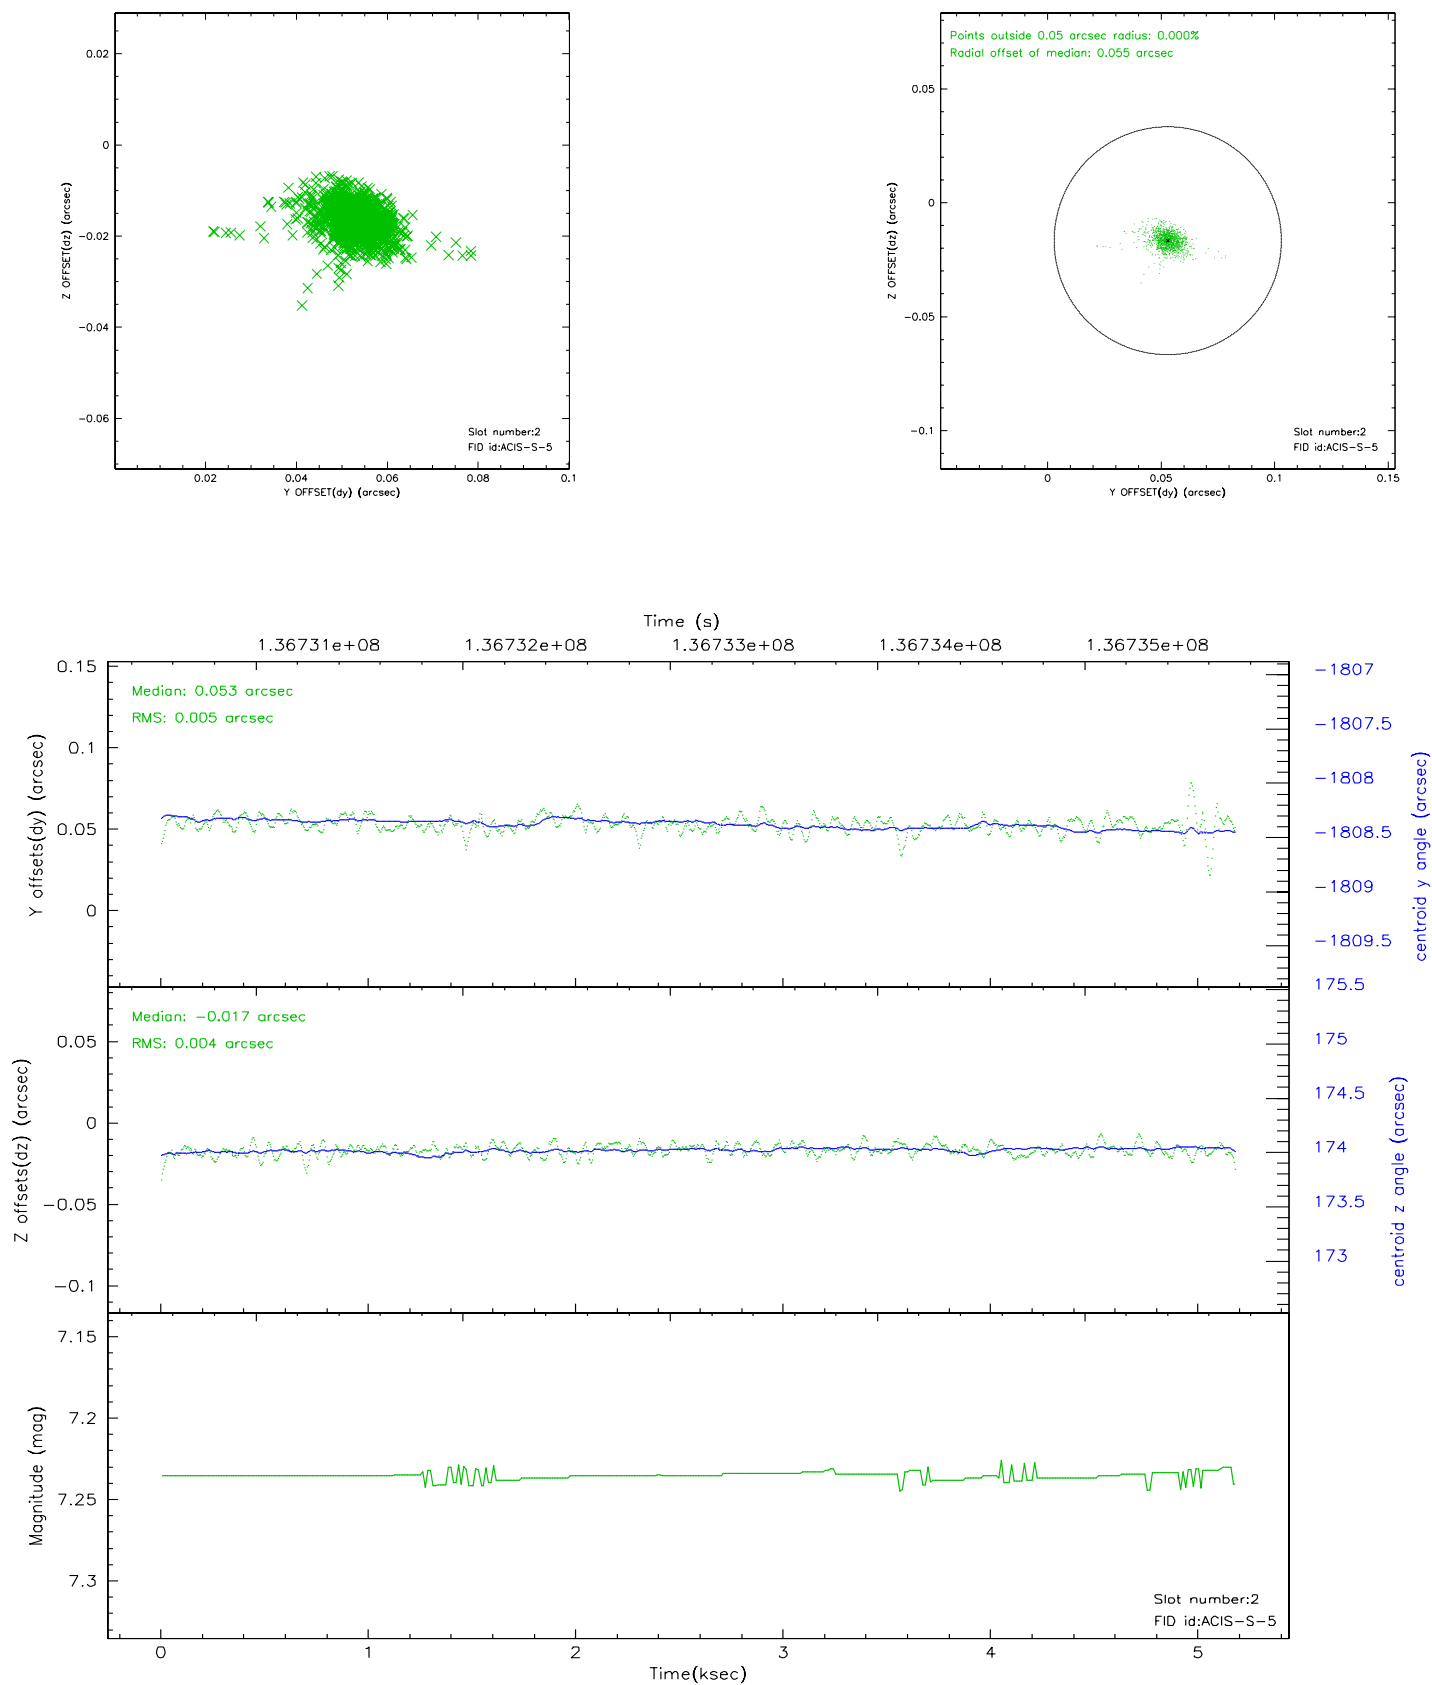 0.02
0
-0.02
-0.04
-0.06
Z OFFSET(dz) (arcsec)
Slot number:2
FID id:ACIS-S-5
0.02 0.04 0.06 0.08 0.1
Y OFFSET(dy) (arcsec)
Points outside 0.05 arcsec radius: 0.000%
Radial offset of median: 0.055 arcsec
0.05
0
-0.05
-0.1
Z OFFSET(dz) (arcsec)
Slot number:2
FID id:ACIS-S-5
0 0.05 0.1 0.15
Y OFFSET(dy) (arcsec)
Time (s)
1.36731e+08 1.36732e+08 1.36733e+08 1.36734e+08 1.36735e+08
Median: 0.053 arcsec
RMS: 0.005 arcsec
0.15
0.1
0.05
0
Y offsets(dy) (arcsec)
-1807
-1807.5
-1808
-1808.5
-1809
-1809.5
centroid y angle (arcsec)
Median: -0.017 arcsec
RMS: 0.004 arcsec
0.05
0
-0.05
-0.1
Z offsets(dz) (arcsec)
175.5
175
174.5
174
173.5
173
centroid z angle (arcsec)
7.15
7.2
7.25
7.3
Magnitude (mag)
Slot number:2
FID id:ACIS-S-5
0 1 2 3 4 5
Time(ksec)